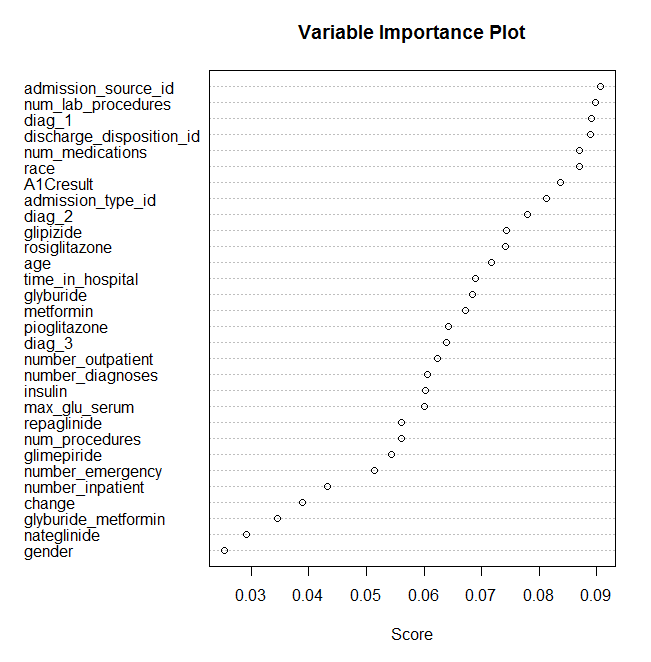 Variable Importance Plot
admission_source_id
num_lab_procedures
diag_1
discharge_disposition_id
num_medications
race
A1Cresult
admission_type_id
diag_2
glipizide
rosiglitazone
age
time_in_hospital
glyburide
metformin
pioglitazone
diag_3
number_outpatient
number_diagnoses
insulin
max_glu_serum
repaglinide
num_procedures
glimepiride
number_emergency
number_inpatient
change
glyburide_metformin
nateglinide
gender
0.03 0.04 0.05 0.06 0.07 0.08 0.09
Score